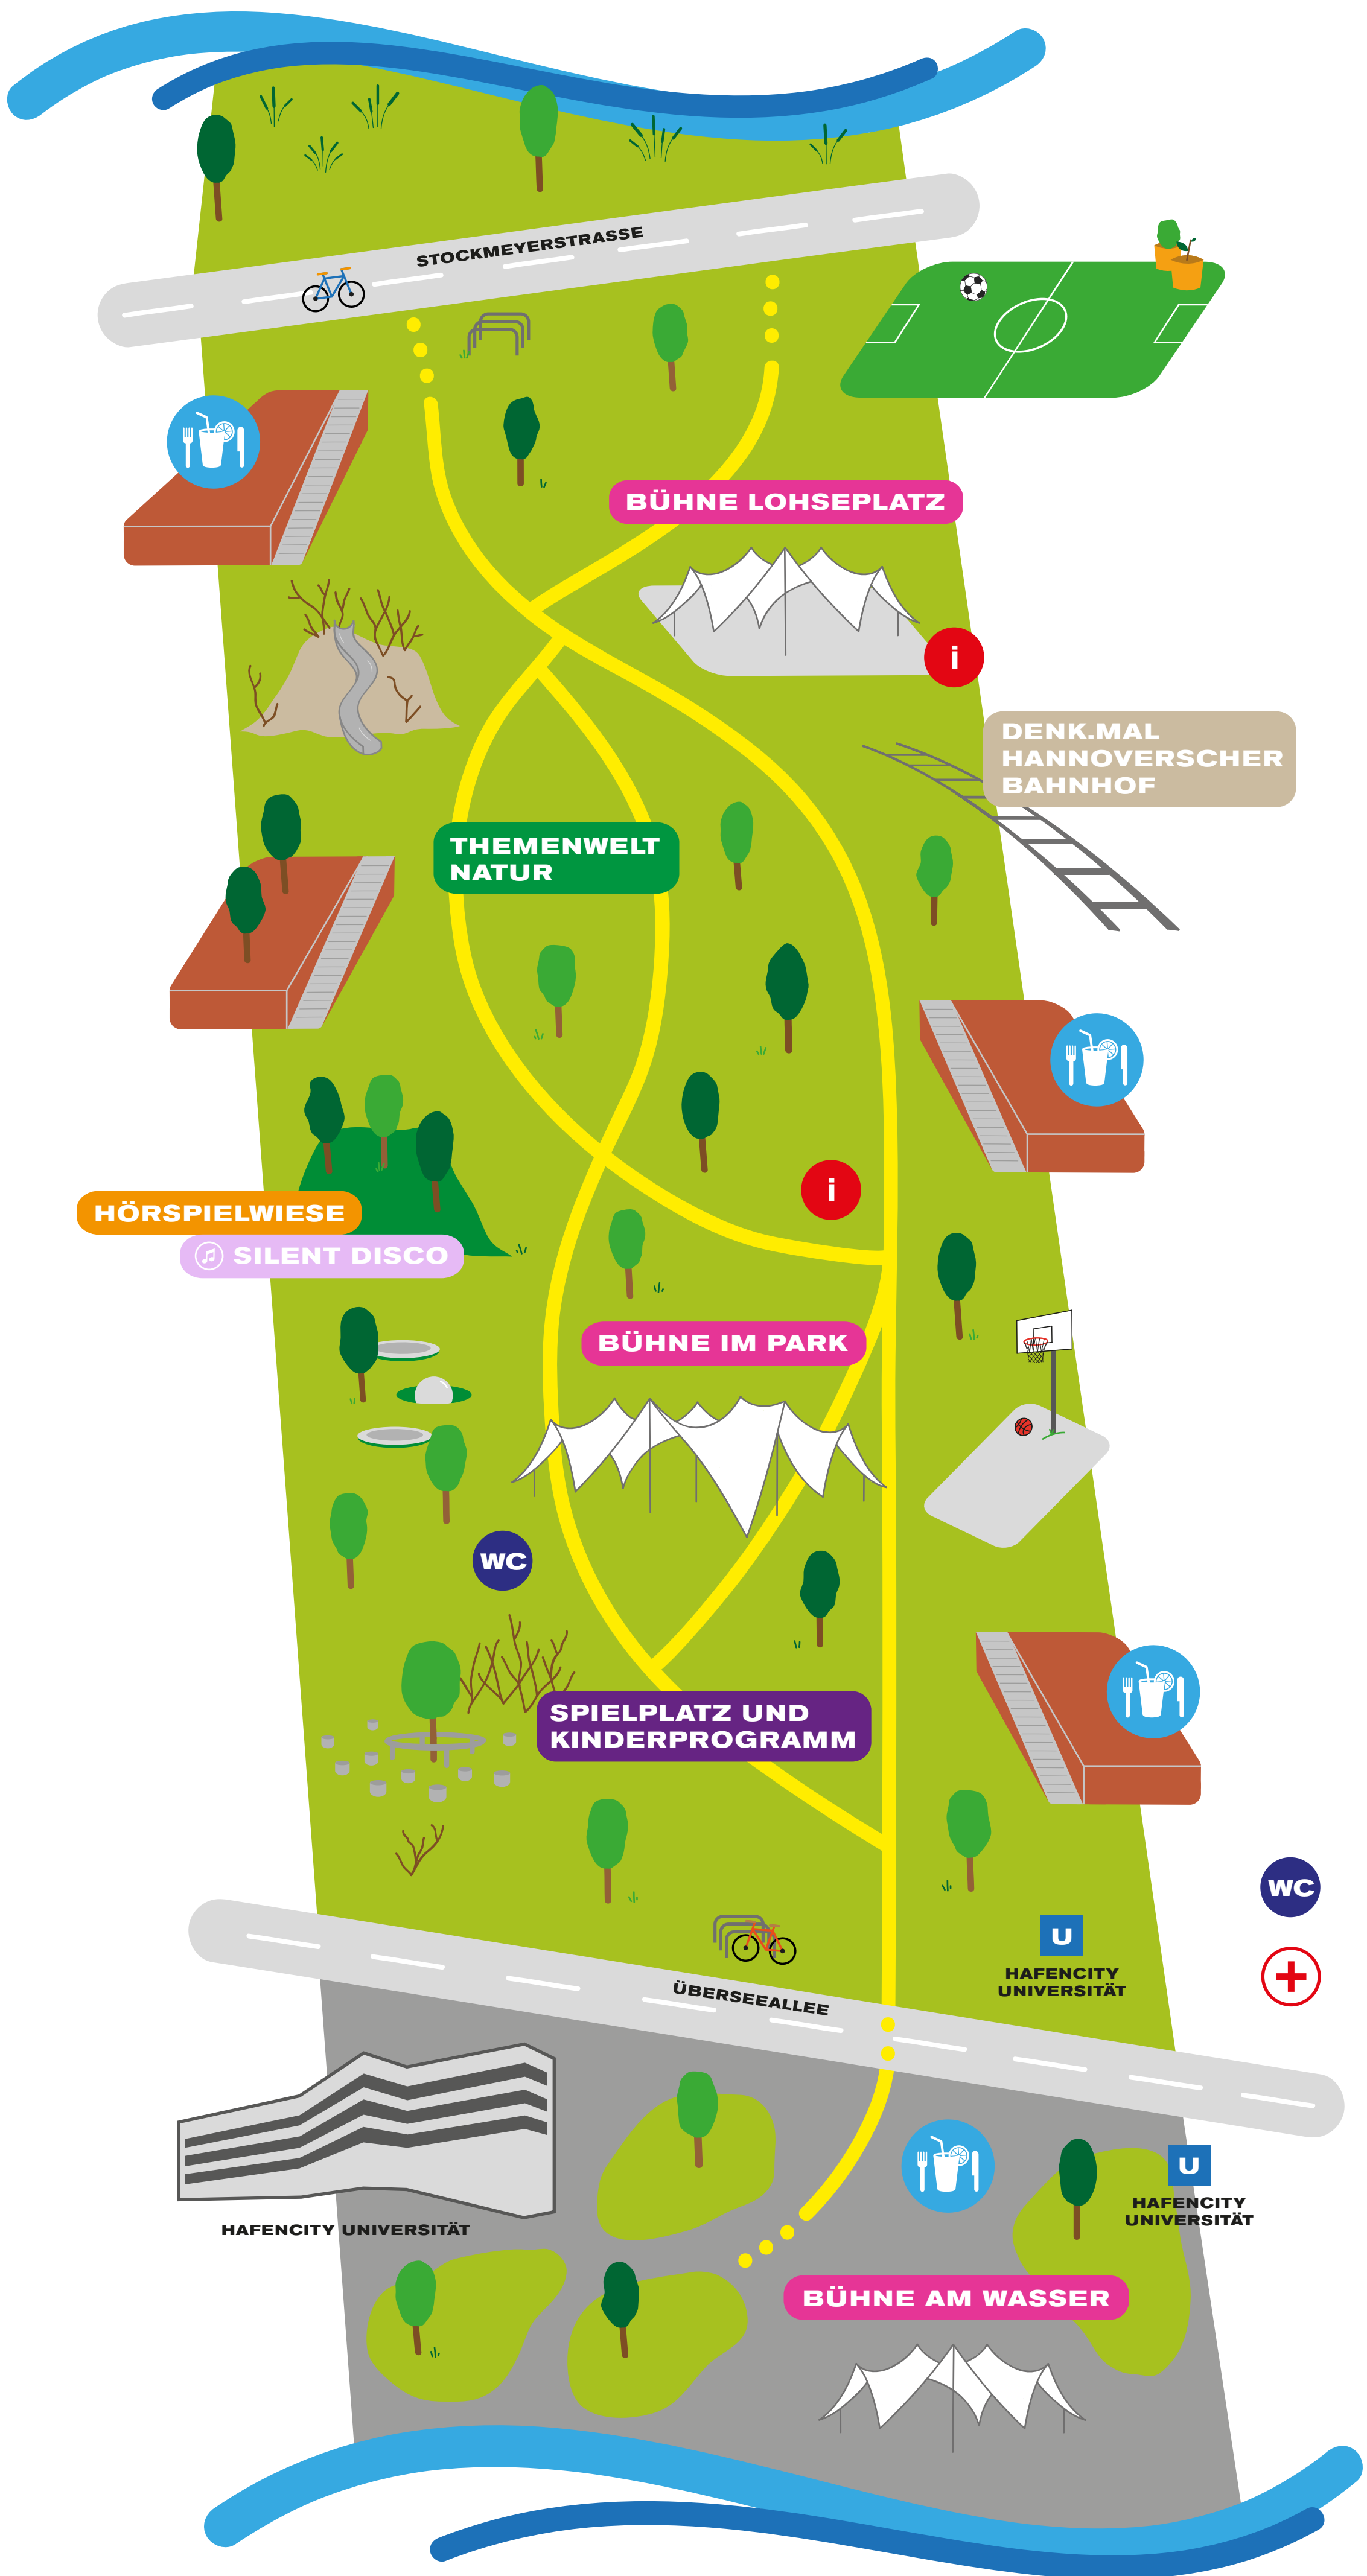 STOCKMEYERSTRASSE
BÜHNE LOHSEPLATZ
i
DENK.MAL
HANNOVERSCHER
BAHNHOF
THEMENWELT
NATUR
i
HÖRSPIELWIESE
SILENT DISCO
BÜHNE IM PARK
WC
SPIELPLATZ UND
KINDERPROGRAMM
WC
U
HAFENCITY
UNIVERSITÄT
ÜBERSEEALLEE
U
HAFENCITY
UNIVERSITÄT
HAFENCITY UNIVERSITÄT
BÜHNE AM WASSER